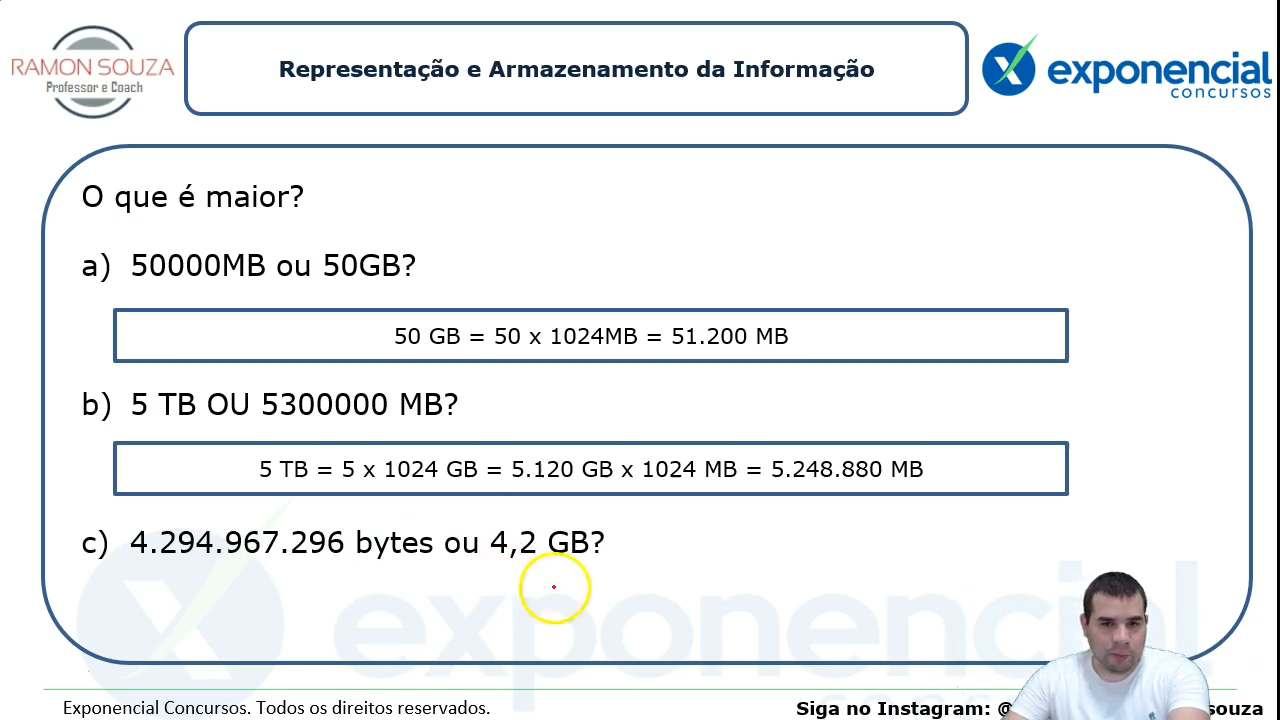 RAMON SOUZA
Professor e Coach
Representação e Armazenamento da Informação
exponencial
concursos
O que é maior?
a) 50000MB ou 50GB?
50 GB = 50 x 1024MB = 51.200 MB
b) 5 TB OU 5300000 MB?
5 TB = 5 x 1024 GB = 5.120 GB x 1024 MB = 5.248.880 MB
c) 4.294.967.296 bytes ou 4,2 GB?
exponencial
Exponencial Concursos. Todos os direitos reservados.
Siga no Instagram: @ souza